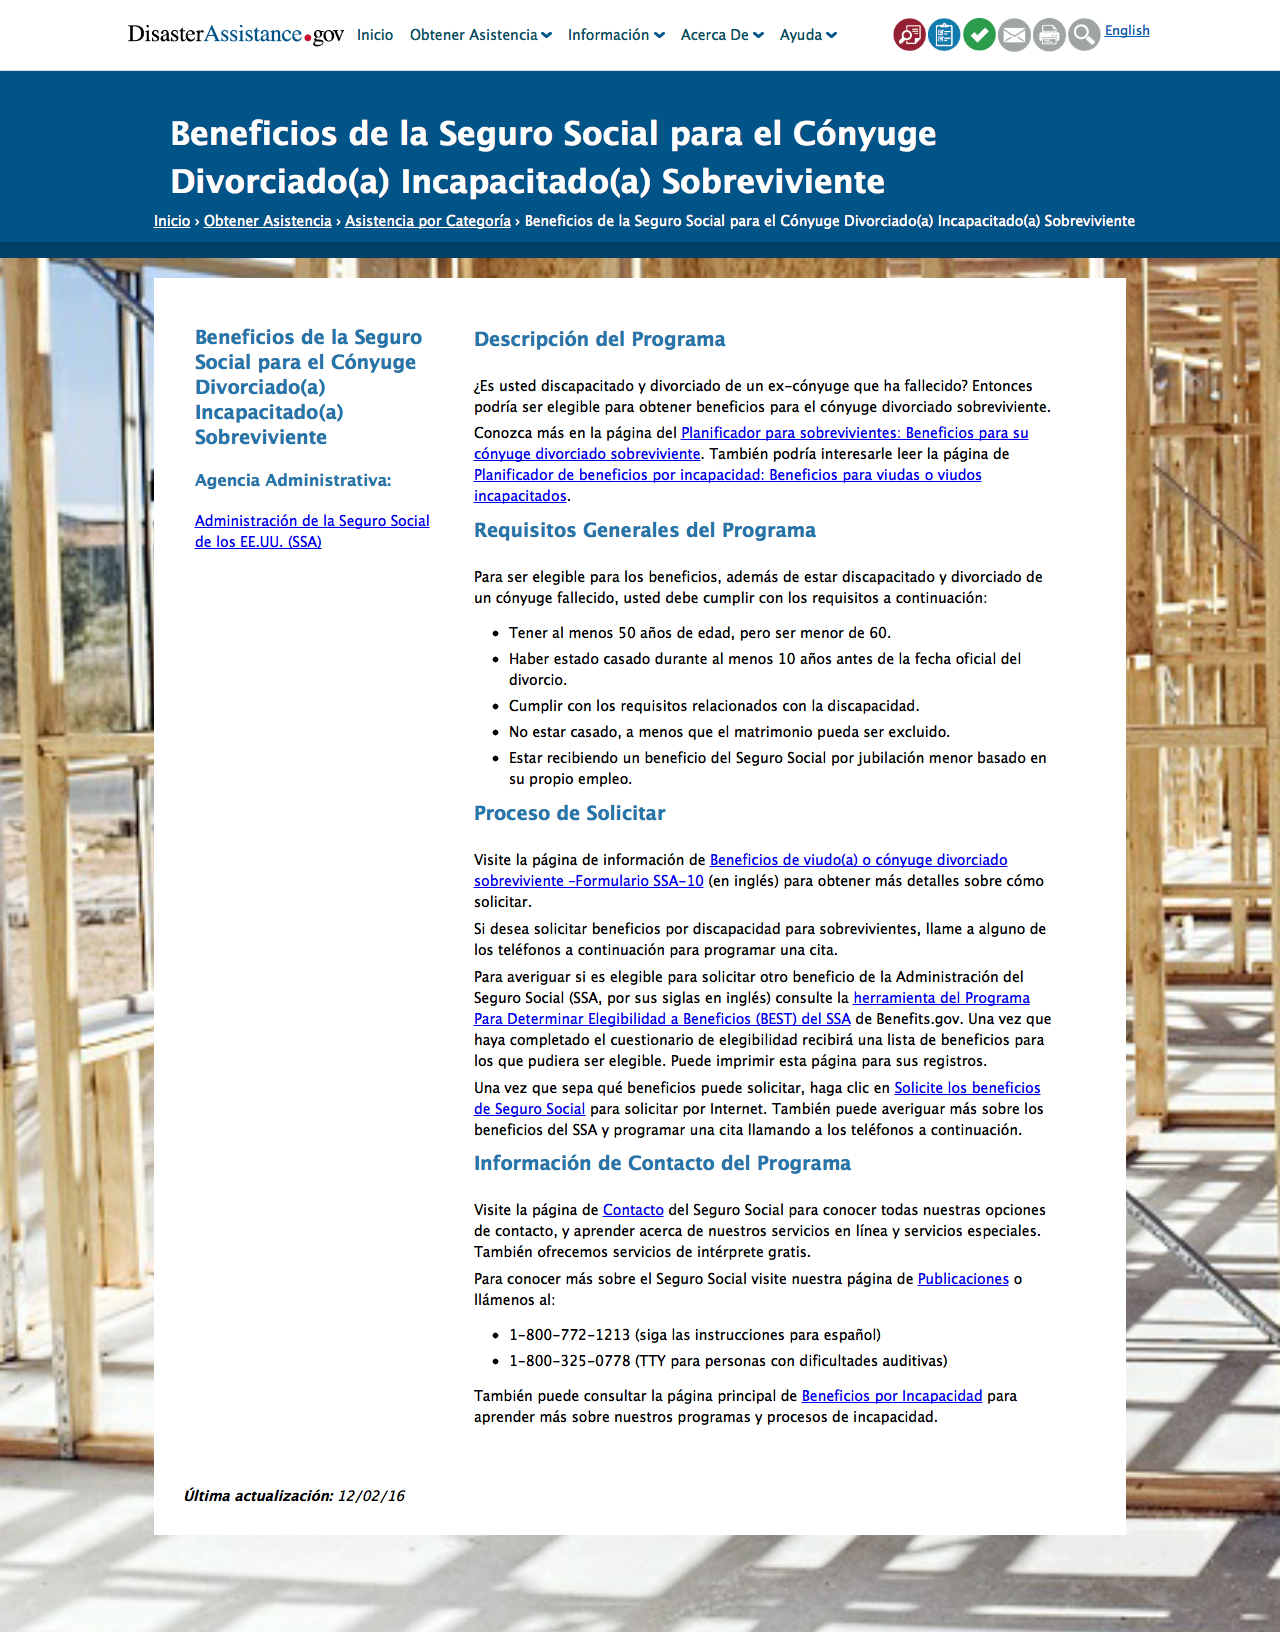 DisasterAssistance.gov Inicio Obtener Asistencia Información Acerca De Ayuda English
Beneficios de la Seguro Social para el Cónyuge
Divorciado(a) Incapacitado(a) Sobreviviente
Inicio › Obtener Asistencia › Asistencia por Categoría › Beneficios de la Seguro Social para el Cónyuge Divorciado(a) Incapacitado(a) Sobreviviente
Beneficios de la Seguro
Social para el Cónyuge
Divorciado(a)
Incapacitado(a)
Sobreviviente
Agencia Administrativa:
Administración de la Seguro Social
de los EE.UU. (SSA)
Descripción del Programa
¿Es usted discapacitado y divorciado de un ex-cónyuge que ha fallecido? Entonces
podría ser elegible para obtener beneficios para el cónyuge divorciado sobreviviente.
Conozca más en la página del Planificador para sobrevivientes: Beneficios para su
cónyuge divorciado sobreviviente. También podría interesarle leer la página de
Planificador de beneficios por incapacidad: Beneficios para viudas o viudos
incapacitados.
Requisitos Generales del Programa
Para ser elegible para los beneficios, además de estar discapacitado y divorciado de
un cónyuge fallecido, usted debe cumplir con los requisitos a continuación:
• Tener al menos 50 años de edad, pero ser menor de 60.
• Haber estado casado durante al menos 10 años antes de la fecha oficial del
divorcio.
• Cumplir con los requisitos relacionados con la discapacidad.
• No estar casado, a menos que el matrimonio pueda ser excluido.
• Estar recibiendo un beneficio del Seguro Social por jubilación menor basado en
su propio empleo.
Proceso de Solicitar
Visite la página de información de Beneficios de viudo(a) o cónyuge divorciado
sobreviviente –Formulario SSA-10 (en inglés) para obtener más detalles sobre cómo
solicitar.
Si desea solicitar beneficios por discapacidad para sobrevivientes, llame a alguno de
los teléfonos a continuación para programar una cita.
Para averiguar si es elegible para solicitar otro beneficio de la Administración del
Seguro Social (SSA, por sus siglas en inglés) consulte la herramienta del Programa
Para Determinar Elegibilidad a Beneficios (BEST) del SSA de Benefits.gov. Una vez que
haya completado el cuestionario de elegibilidad recibirá una lista de beneficios para
los que pudiera ser elegible. Puede imprimir esta página para sus registros.
Una vez que sepa qué beneficios puede solicitar, haga clic en Solicite los beneficios
de Seguro Social para solicitar por Internet. También puede averiguar más sobre los
beneficios del SSA y programar una cita llamando a los teléfonos a continuación.
Información de Contacto del Programa
Visite la página de Contacto del Seguro Social para conocer todas nuestras opciones
de contacto, y aprender acerca de nuestros servicios en línea y servicios especiales.
También ofrecemos servicios de intérprete gratis.
Para conocer más sobre el Seguro Social visite nuestra página de Publicaciones o
llámenos al:
• 1-800-772-1213 (siga las instrucciones para español)
• 1-800-325-0778 (TTY para personas con dificultades auditivas)
También puede consultar la página principal de Beneficios por Incapacidad para
aprender más sobre nuestros programas y procesos de incapacidad.
Última actualización: 12/02/16